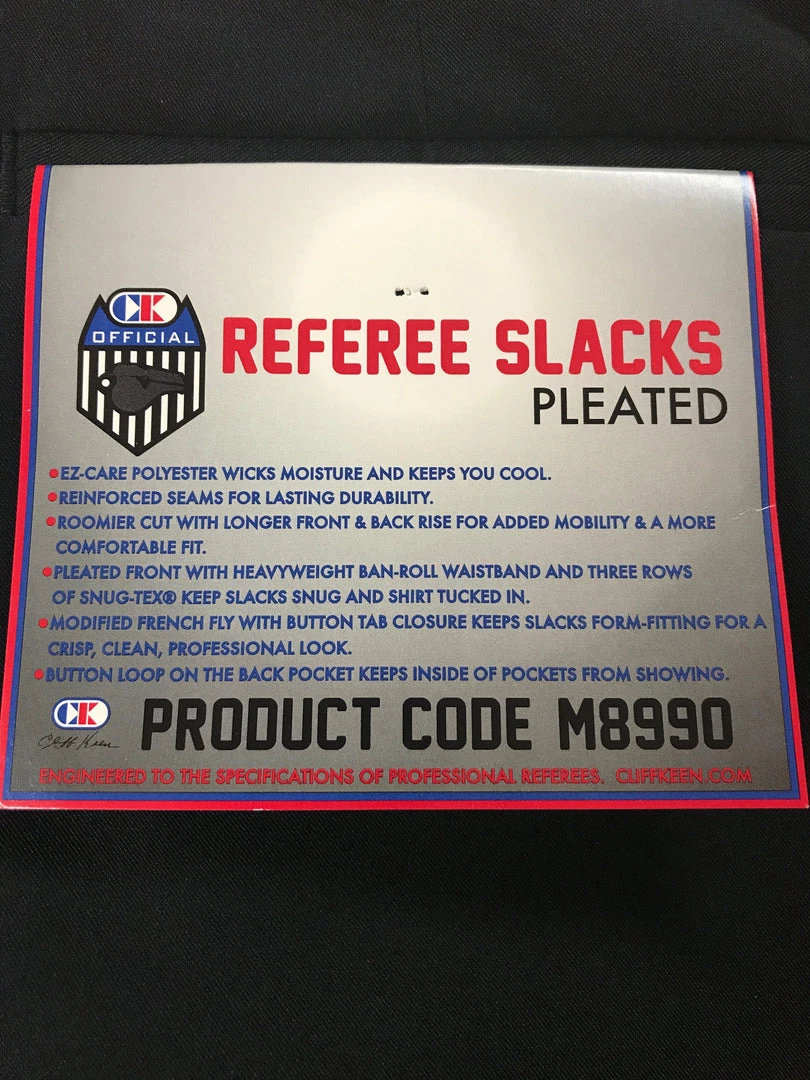 CK
OFFICIAL
REFEREE SLACKS
PLEATED
•EZ-CARE POLYESTER WICKS MOISTURE AND KEEPS YOU COOL.
•REINFORCED SEAMS FOR LASTING DURABILITY.
•ROOMIER CUT WITH LONGER FRONT & BACK RISE FOR ADDED MOBILITY & A MORE
COMFORTABLE FIT.
•PLEATED FRONT WITH HEAVYWEIGHT BAN-ROLL WAISTBAND AND THREE ROWS
OF SNUG-TEX® KEEP SLACKS SNUG AND SHIRT TUCKED IN.
•MODIFIED FRENCH FLY WITH BUTTON TAB CLOSURE KEEPS SLACKS FORM-FITTING FOR A
CRISP, CLEAN, PROFESSIONAL LOOK.
•BUTTON LOOP ON THE BACK POCKET KEEPS INSIDE OF POCKETS FROM SHOWING.
CK
Cliff Keen
PRODUCT CODE M8990
ENGINEERED TO THE SPECIFICATIONS OF PROFESSIONAL REFEREES. CLIFFKEEN.COM